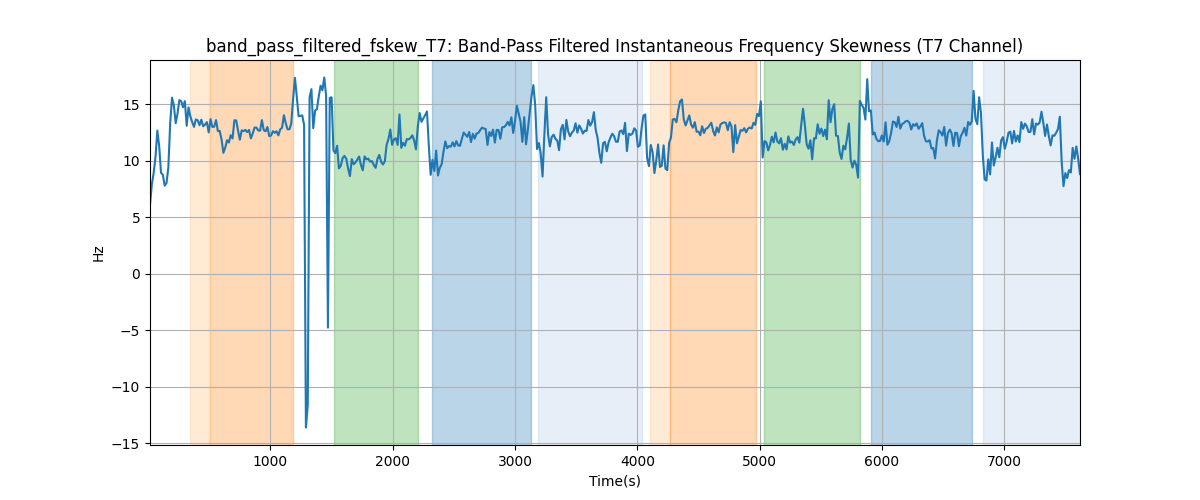 band_pass_filtered_fskew_T7: Band-Pass Filtered Instantaneous Frequency Skewness (T7 Channel)
15
10
5
0
−5
−10
−15
Hz
1000 2000 3000 4000 5000 6000 7000
Time(s)